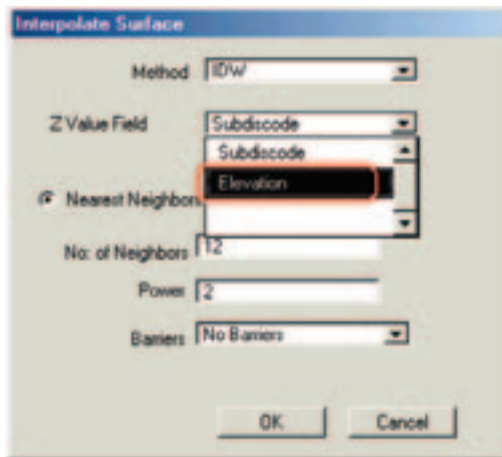 Interpolate Surface
Method IDW
Z Value Field Subdiscode
Subdiscode
Elevation
Nearest Neighbors
No: of Neighbors 12
Power 2
Barriers No Barriers
OK Cancel